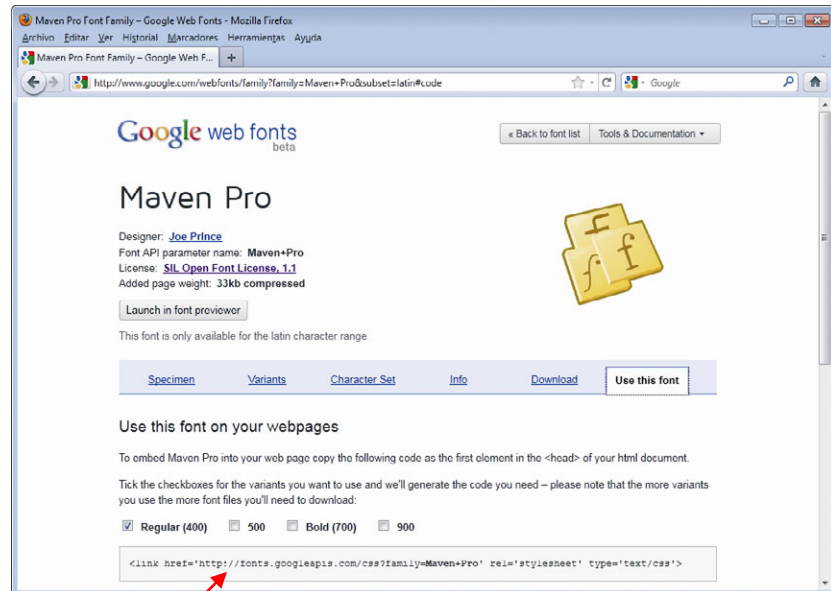 Maven Pro Font Family – Google Web Fonts - Mozilla Firefox
Archivo Editar Ver Historial Marcadores Herramientas Ayuda
Maven Pro Font Family – Google Web F... +
http://www.google.com/webfonts/family?family=Maven+Pro&subset=latin#code Google
Google web fonts
beta
« Back to font list Tools & Documentation
Maven Pro
Designer: Joe Prince
Font API parameter name: Maven+Pro
License: SIL Open Font License, 1.1
Added page weight: 33kb compressed
Launch in font previewer
This font is only available for the latin character range
f f f
Specimen Variants Character Set Info Download Use this font
Use this font on your webpages
To embed Maven Pro into your web page copy the following code as the first element in the <head> of your html document.
Tick the checkboxes for the variants you want to use and we'll generate the code you need – please note that the more variants
you use the more font files you'll need to download:
Regular (400) 500 Bold (700) 900
<link href='http://fonts.googleapis.com/css?family=Maven+Pro' rel='stylesheet' type='text/css'>